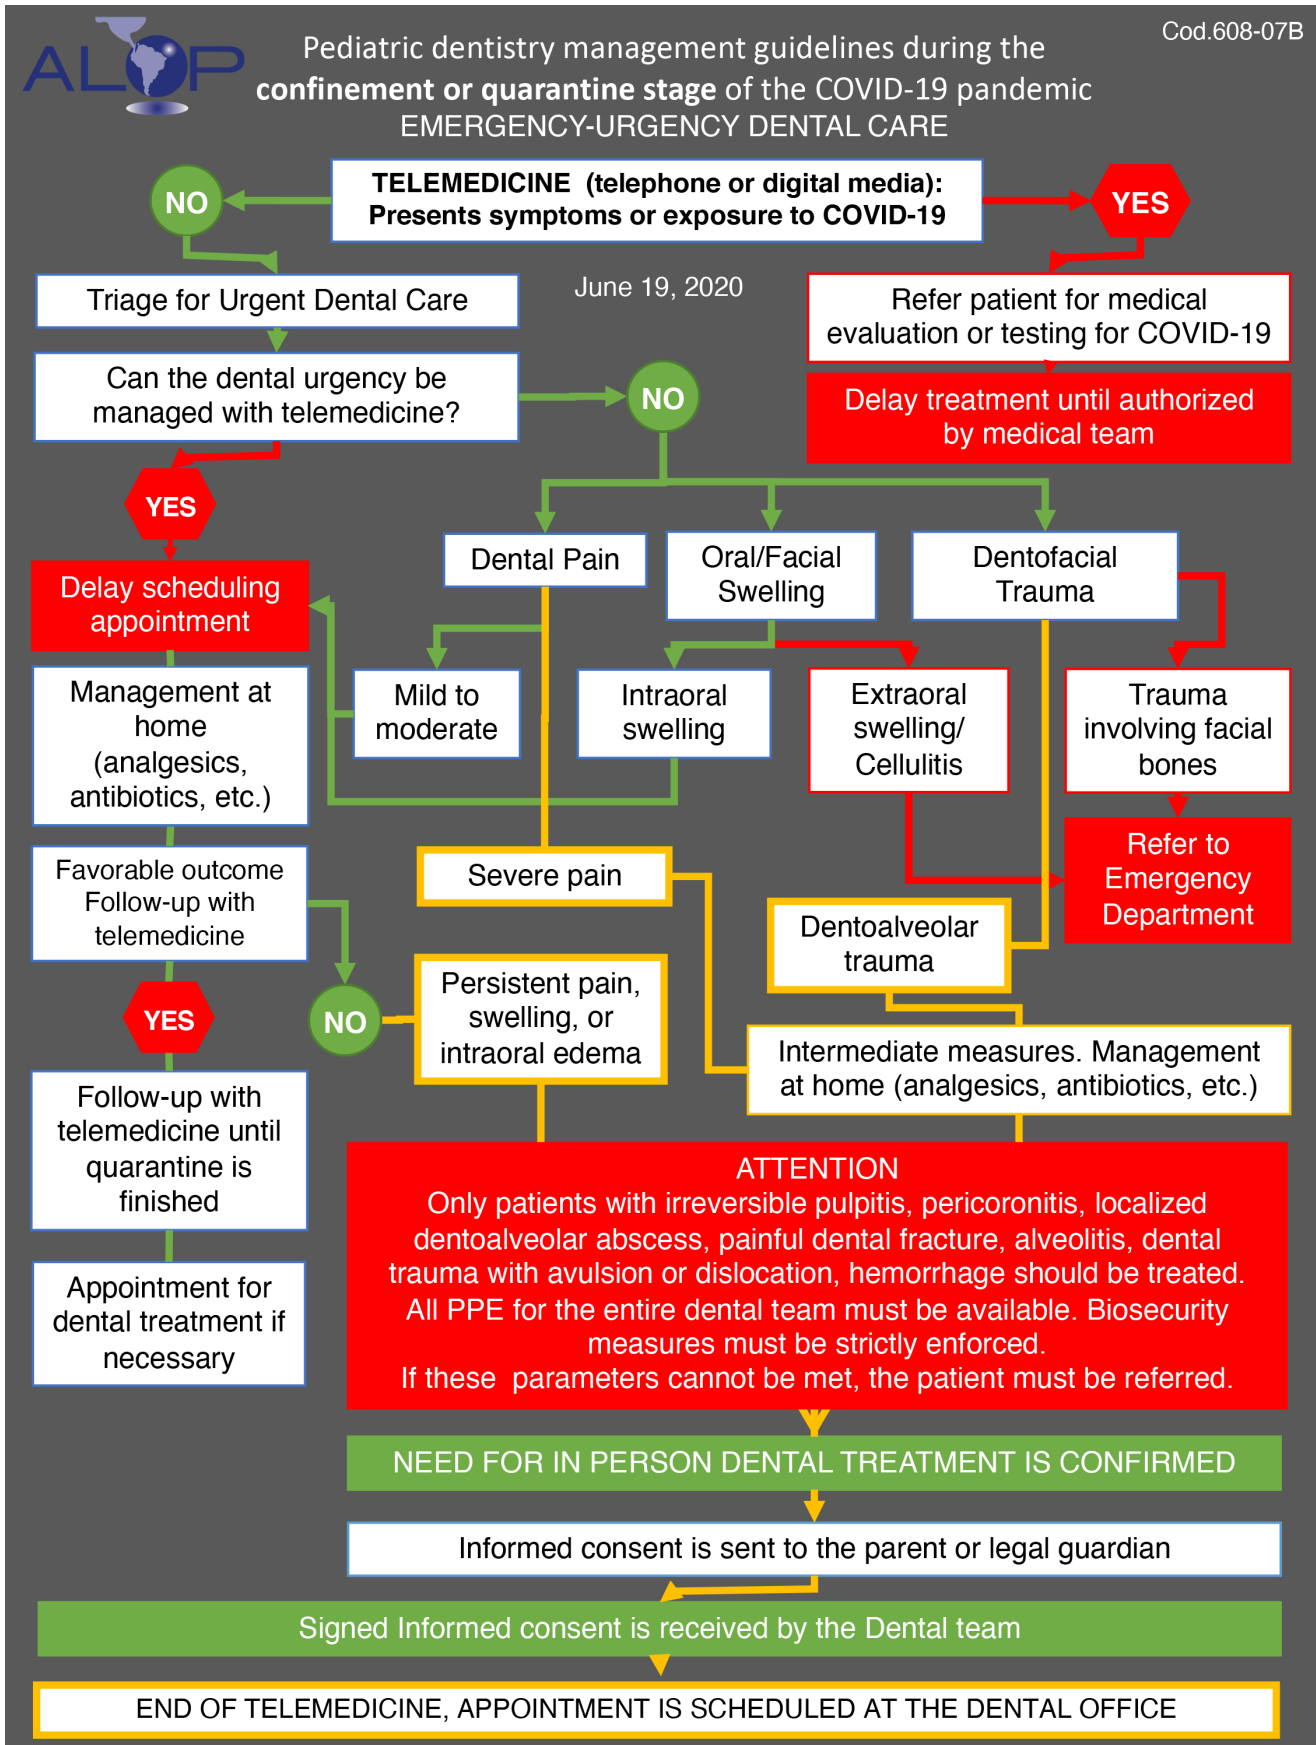 ALOP
Cod.608-07B
Pediatric dentistry management guidelines during the
confinement or quarantine stage of the COVID-19 pandemic
EMERGENCY-URGENCY DENTAL CARE
NO
TELEMEDICINE (telephone or digital media):
Presents symptoms or exposure to COVID-19
YES
Triage for Urgent Dental Care
June 19, 2020
Refer patient for medical
evaluation or testing for COVID-19
Can the dental urgency be
managed with telemedicine?
NO
Delay treatment until authorized
by medical team
YES
Dental Pain
Oral/Facial
Swelling
Dentofacial
Trauma
Delay scheduling
appointment
Management at
home
(analgesics,
antibiotics, etc.)
Mild to
moderate
Intraoral
swelling
Extraoral
swelling/
Cellulitis
Trauma
involving facial
bones
Refer to
Emergency
Department
Favorable outcome
Follow-up with
telemedicine
Severe pain
Dentoalveolar
trauma
YES
NO
Persistent pain,
swelling, or
intraoral edema
Intermediate measures. Management
at home (analgesics, antibiotics, etc.)
Follow-up with
telemedicine until
quarantine is
finished
Appointment for
dental treatment if
necessary
ATTENTION
Only patients with irreversible pulpitis, pericoronitis, localized
dentoalveolar abscess, painful dental fracture, alveolitis, dental
trauma with avulsion or dislocation, hemorrhage should be treated.
All PPE for the entire dental team must be available. Biosecurity
measures must be strictly enforced.
If these parameters cannot be met, the patient must be referred.
NEED FOR IN PERSON DENTAL TREATMENT IS CONFIRMED
Informed consent is sent to the parent or legal guardian
Signed Informed consent is received by the Dental team
END OF TELEMEDICINE, APPOINTMENT IS SCHEDULED AT THE DENTAL OFFICE